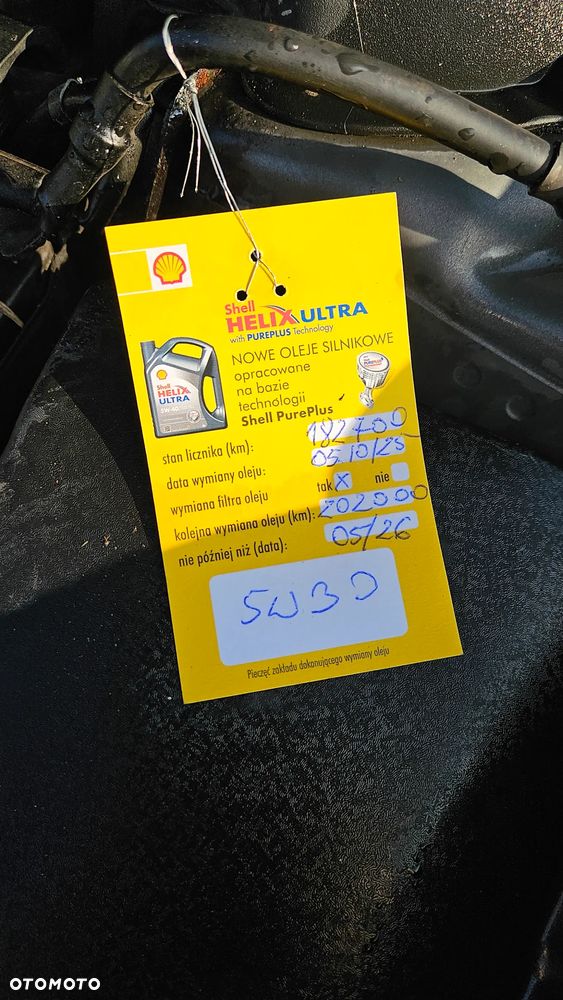 Shell
HELIX ULTRA
with PUREPLUS Technology
NOWE OLEJE SILNIKOWE
opracowane
na bazie
technologii
Shell PurePlus
Shell
HELIX
ULTRA
5W-40
stan licznika (km): 182700
data wymiany oleju: 05.10/25
wymiana filtra oleju tak X nie
kolejna wymiana oleju (km): 202000
nie później niż (data): 05/26
5W30
Pieczęć zakładu dokonującego wymiany oleju
OTOMOTO